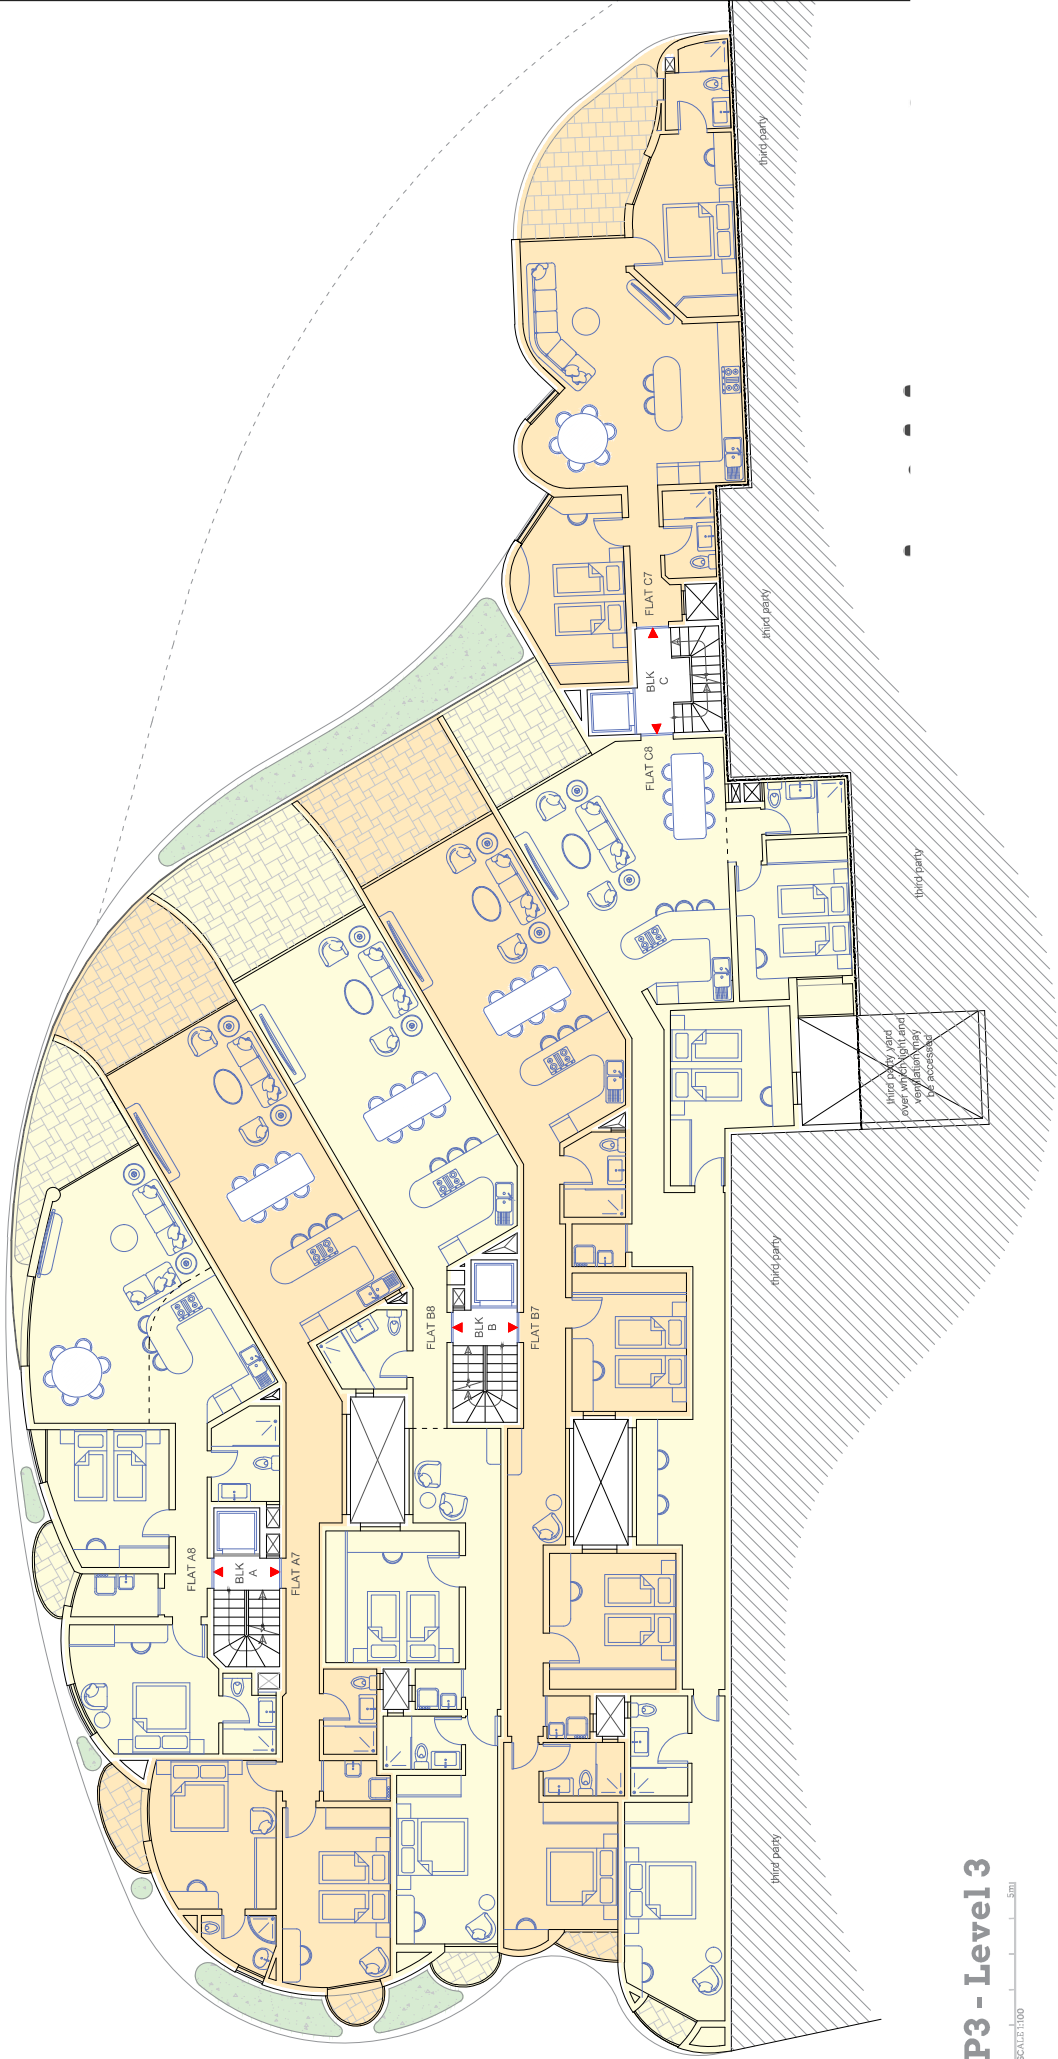 third party
FLAT C7
third party
BLK
C
FLAT C8
third party
third party yard
over which light and
ventilation may
be accessed
third party
FLAT B8
BLK
B
FLAT B7
FLAT A8
BLK
A
FLAT A7
third party
P3 - Level 3
SCALE 1:100
5m